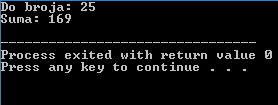 Do broja: 25
Suma: 169
--------------------------------
Process exited with return value 0
Press any key to continue . . .